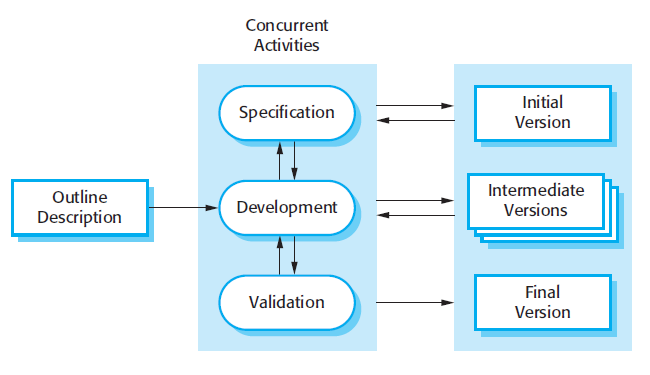 Concurrent
Activities
Specification
Initial
Version
Outline
Description
Development
Intermediate
Versions
Validation
Final
Version